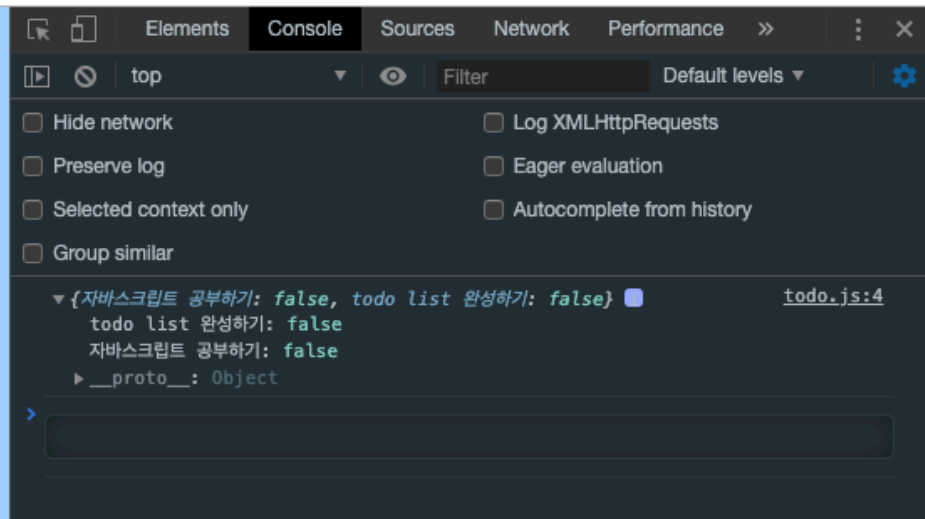 Elements Console Sources Network Performance »
top Filter Default levels
Hide network Log XMLHttpRequests
Preserve log Eager evaluation
Selected context only Autocomplete from history
Group similar
{자바스크립트 공부하기: false, todo list 완성하기: false} todo.js:4
todo list 완성하기: false
자바스크립트 공부하기: false
__proto__: Object